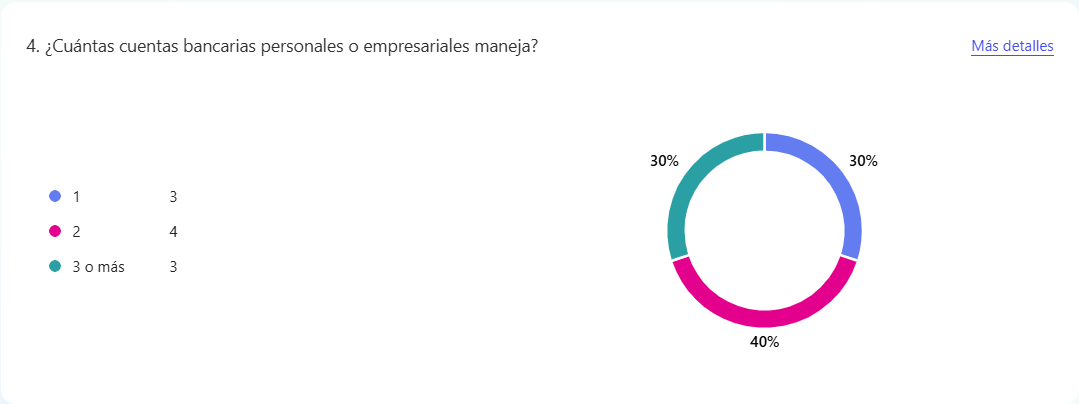 4. ¿Cuántas cuentas bancarias personales o empresariales maneja?
Más detalles
1 3
2 4
3 o más 3
30%
30%
40%